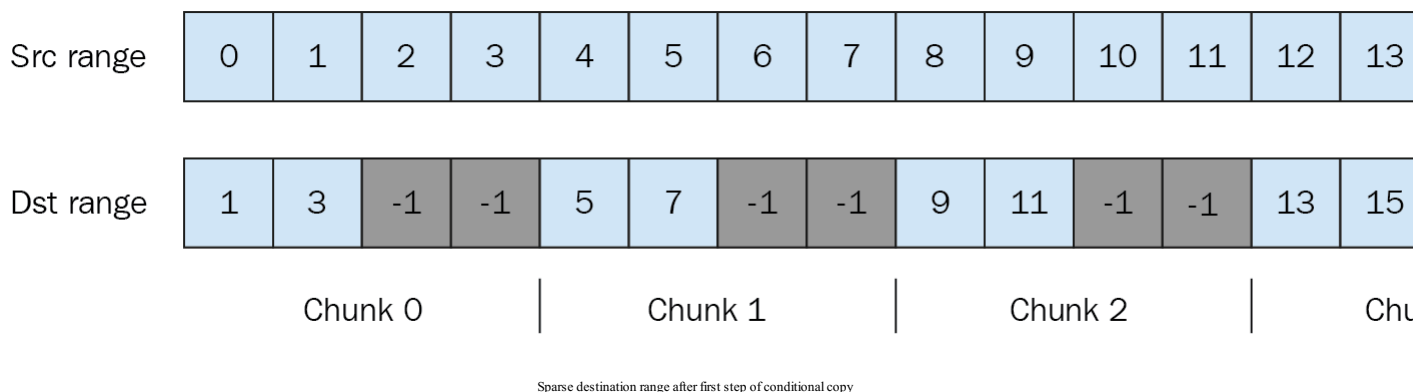 Src range 0 1 2 3 4 5 6 7 8 9 10 11 12 13
Dst range 1 3 -1 -1 5 7 -1 -1 9 11 -1 -1 13 15
Chunk 0 Chunk 1 Chunk 2 Chu
Sparse destination range after first step of conditional copy